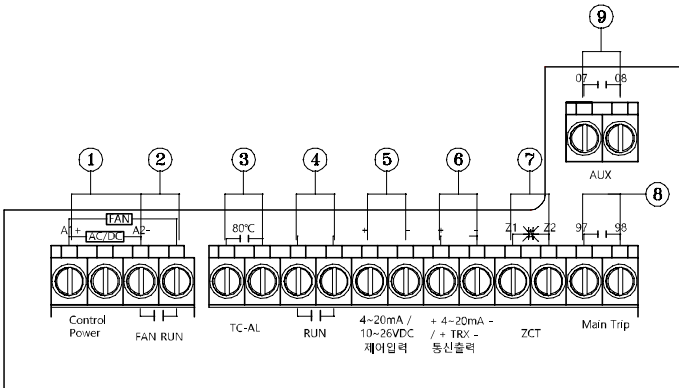 ⑨
07 08
AUX
① ② ③ ④ ⑤ ⑥ ⑦ ⑧
FAN
A1+ AC/DC A2-
80℃
+ -
+ -
Z1 Z2
97 98
Control
Power
FAN RUN
TC-AL
RUN
4~20mA /
10~26VDC
제어입력
+ 4~20mA -
/ + TRX -
통신출력
ZCT
Main Trip